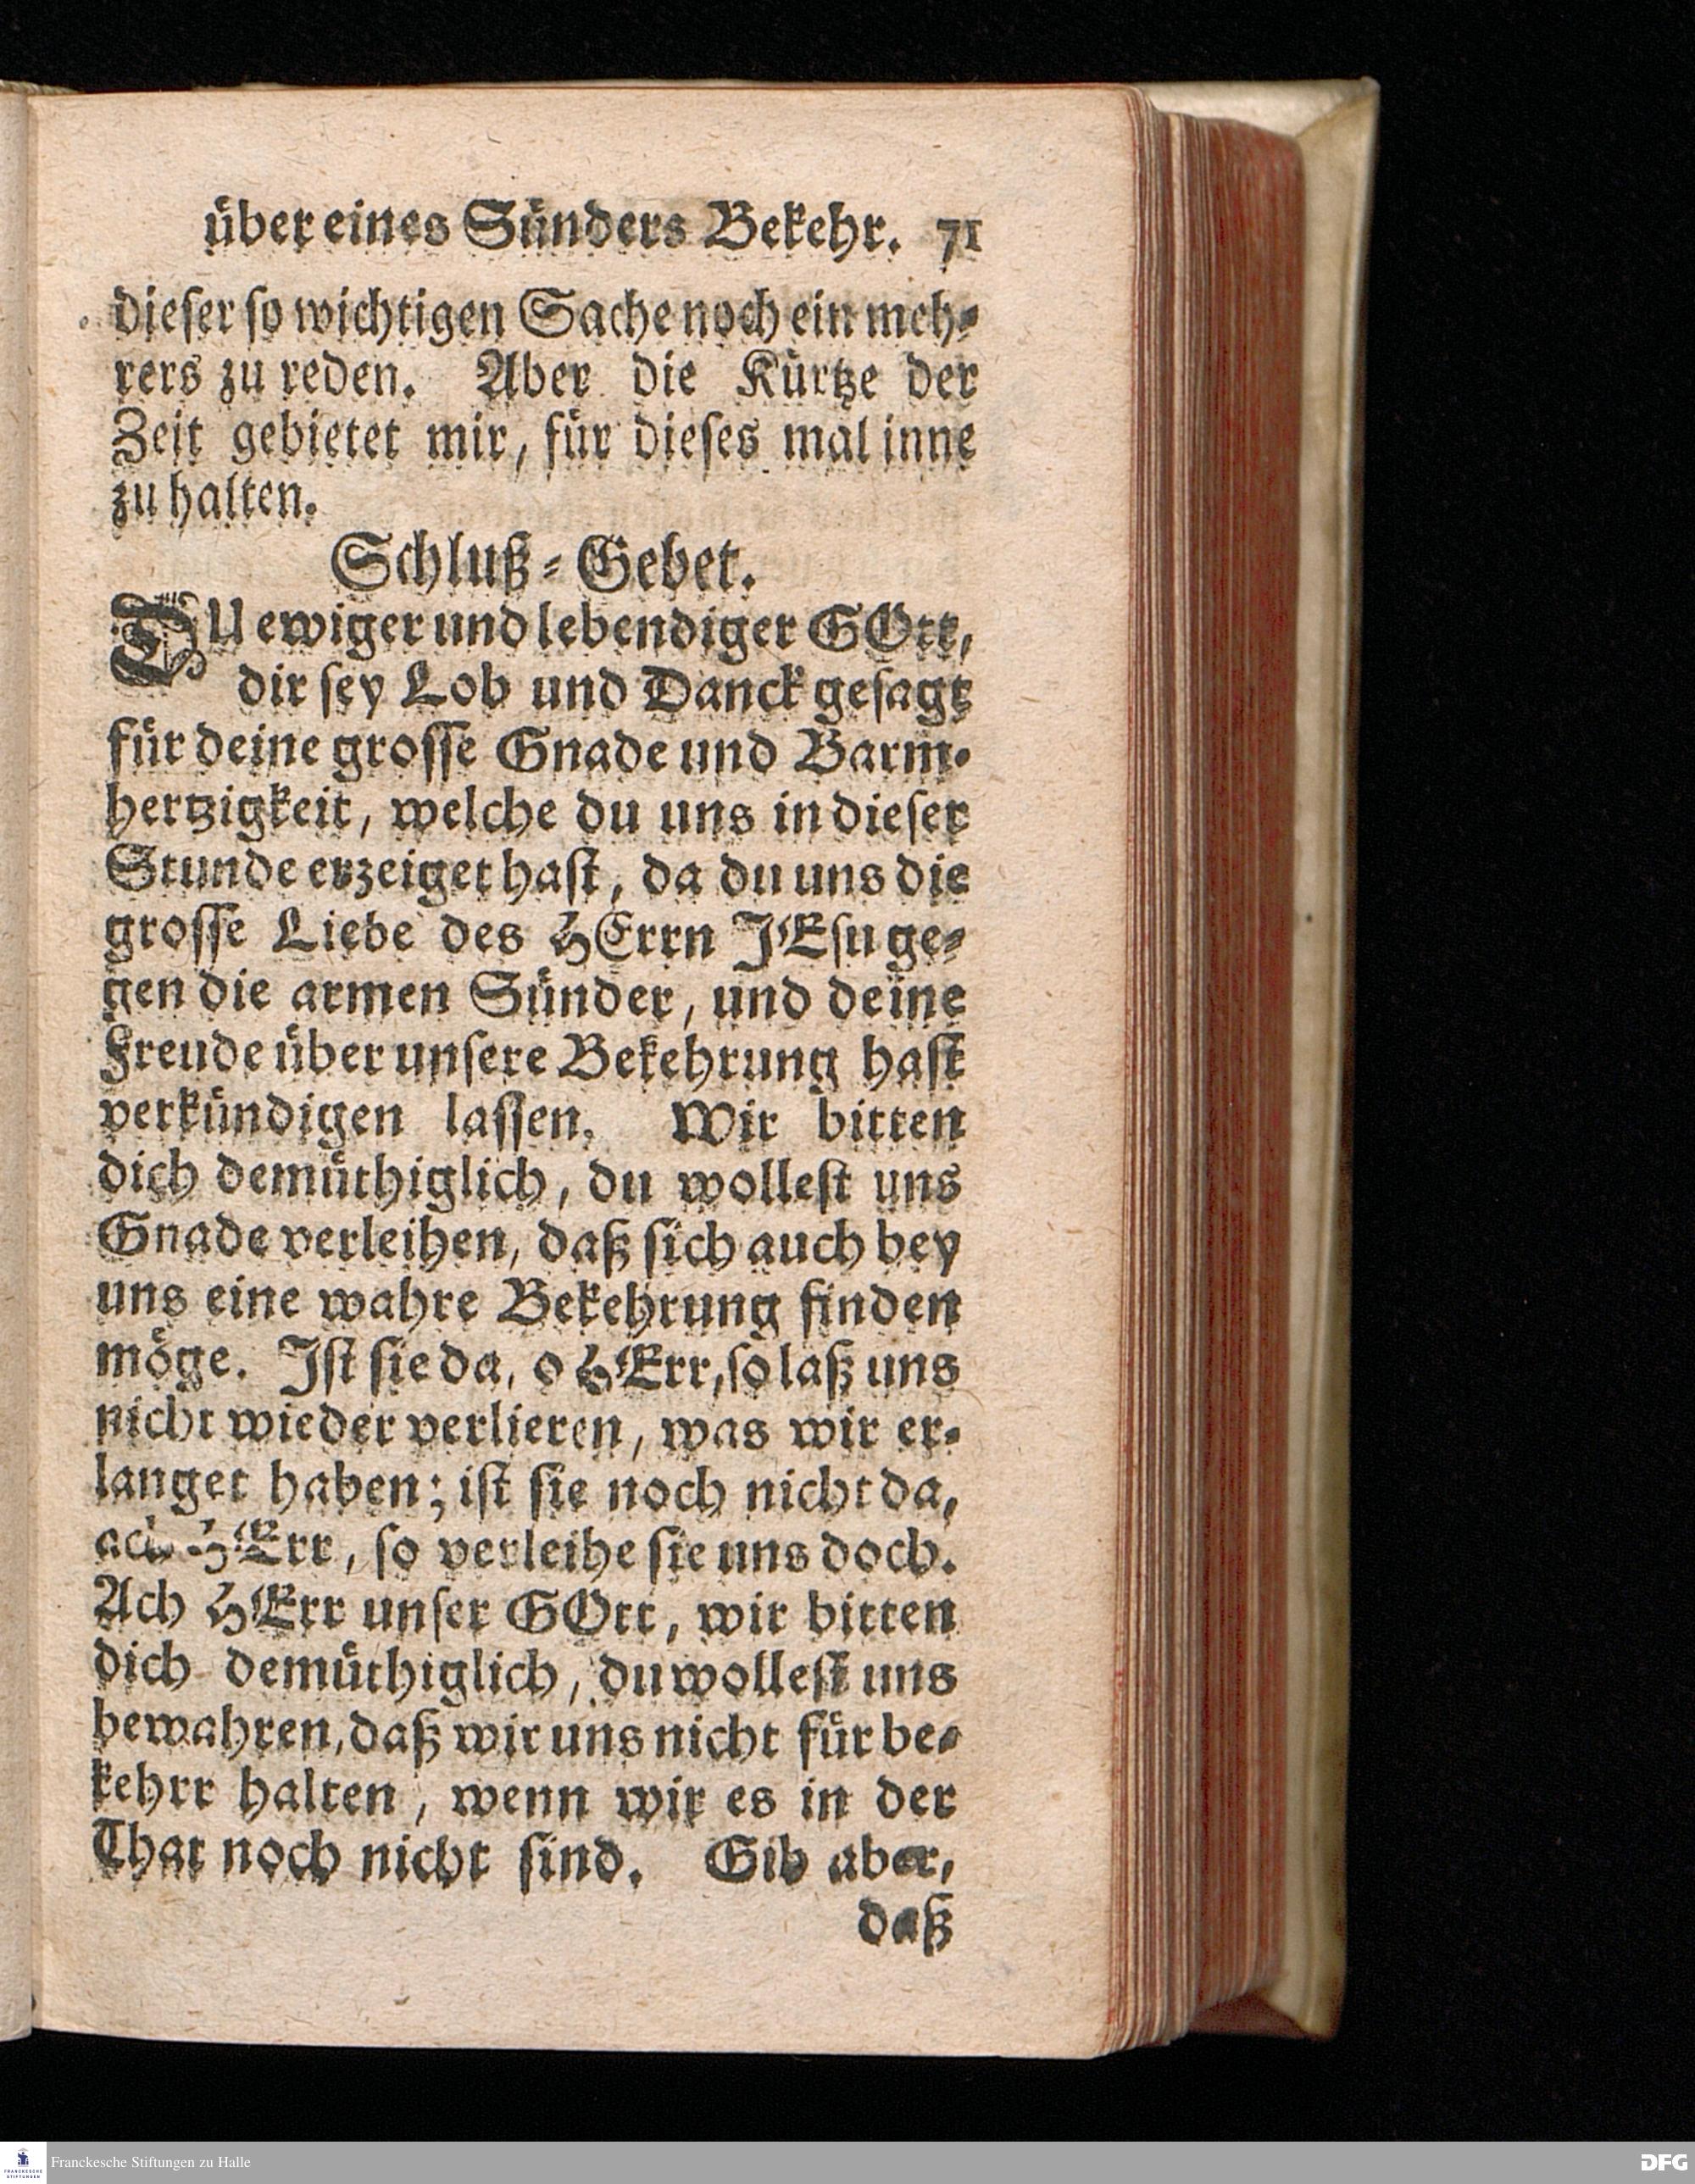 über eines Sünders Bekehr. 71
dieser so wichtigen Sache noch ein meh-
rers zu reden. Aber die Kürtze der
Zeit gebietet mir, für dieses mal inne
zu halten.
Schluß-Gebet.
DU ewiger und lebendiger GOtt,
dir sey Lob und Danck gesagt
für deine grosse Gnade und Barm-
hertzigkeit, welche du uns in dieser
Stunde erzeiget hast, da du uns die
grosse Liebe des HErrn JEsu ge-
gen die armen Sünder, und deine
Freude über unsere Bekehrung hast
verkündigen lassen. Wir bitten
dich demüthiglich, du wollest uns
Gnade verleihen, daß sich auch bey
uns eine wahre Bekehrung finden
möge. Ist sie da, o HErr, so laß uns
nicht wieder verlieren, was wir er-
langet haben; ist sie noch nicht da,
ach HErr, so verleihe sie uns doch.
Ach HErr unser GOtt, wir bitten
dich demüthiglich, du wollest uns
bewahren, daß wir uns nicht für be-
kehrt halten, wenn wir es in der
That noch nicht sind. Gib aber,
daß
FRANCKESCHE
STIFTUNGEN
Franckesche Stiftungen zu Halle
DFG